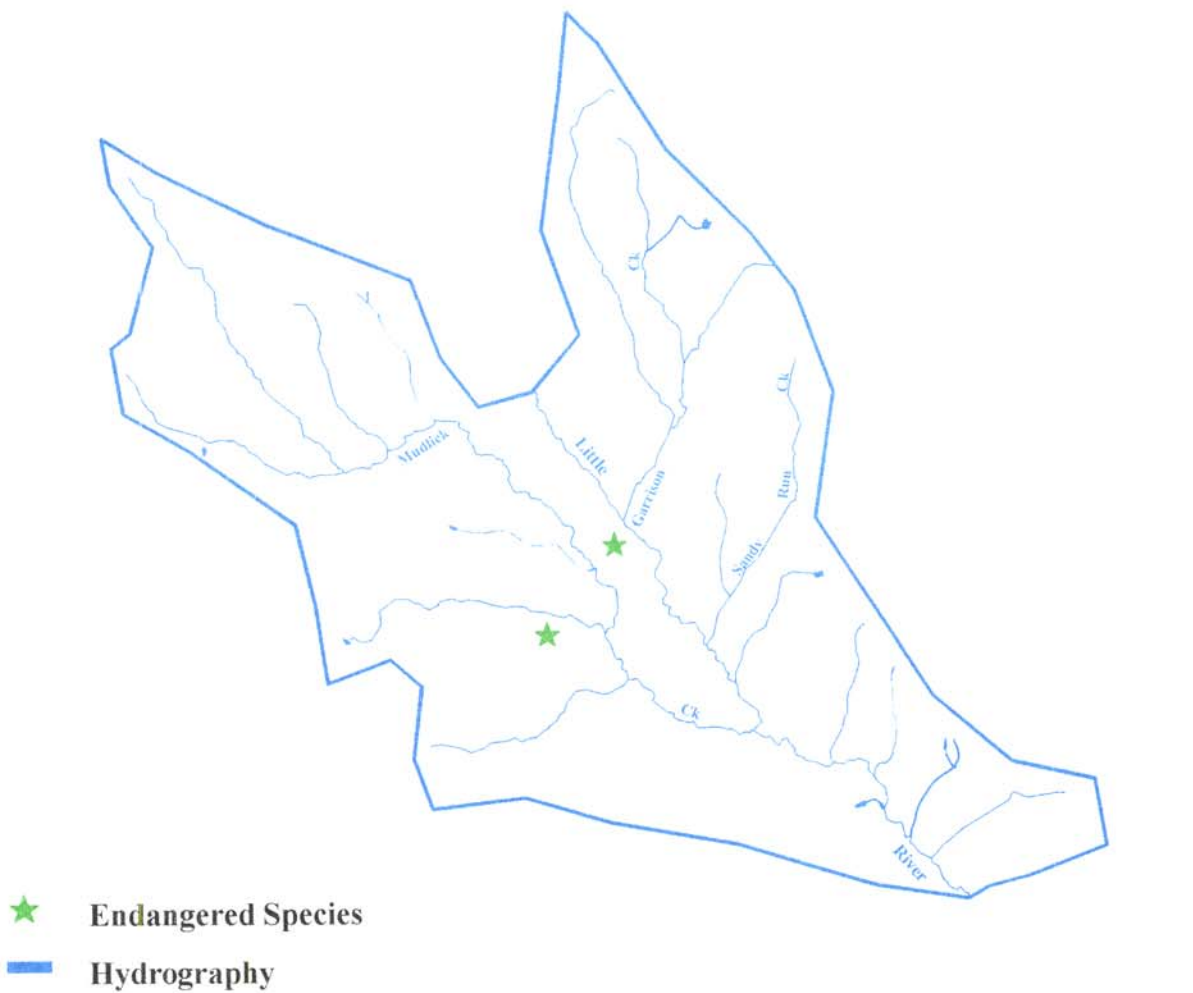 Ck
Ck
Little
Mudlick
Garrison
Run
Sandy
Ck
River
Endangered Species
Hydrography